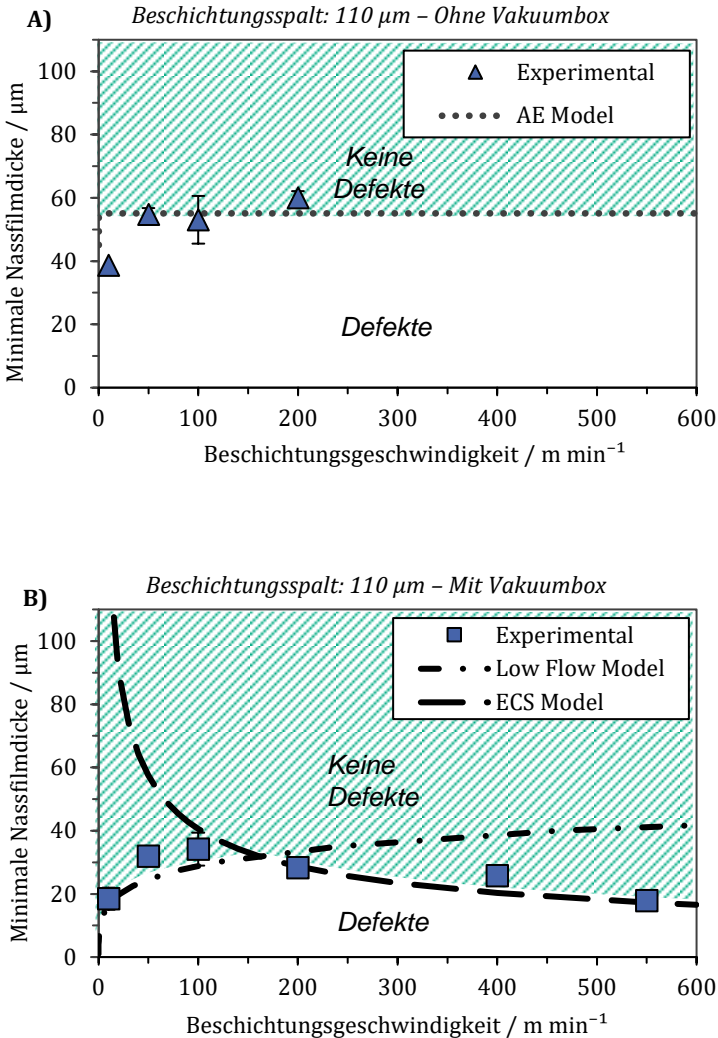 A)
Beschichtungsspalt: 110 µm – Ohne Vakuumbox
Minimale Nassfilmdicke / µm
100
80
60
40
20
0
Experimental
AE Model
Keine
Defekte
Defekte
0
100
200
300
400
500
600
Beschichtungsgeschwindigkeit / m min⁻¹
B)
Beschichtungsspalt: 110 µm – Mit Vakuumbox
Minimale Nassfilmdicke / µm
100
80
60
40
20
0
Experimental
Low Flow Model
ECS Model
Keine
Defekte
Defekte
0
100
200
300
400
500
600
Beschichtungsgeschwindigkeit / m min⁻¹